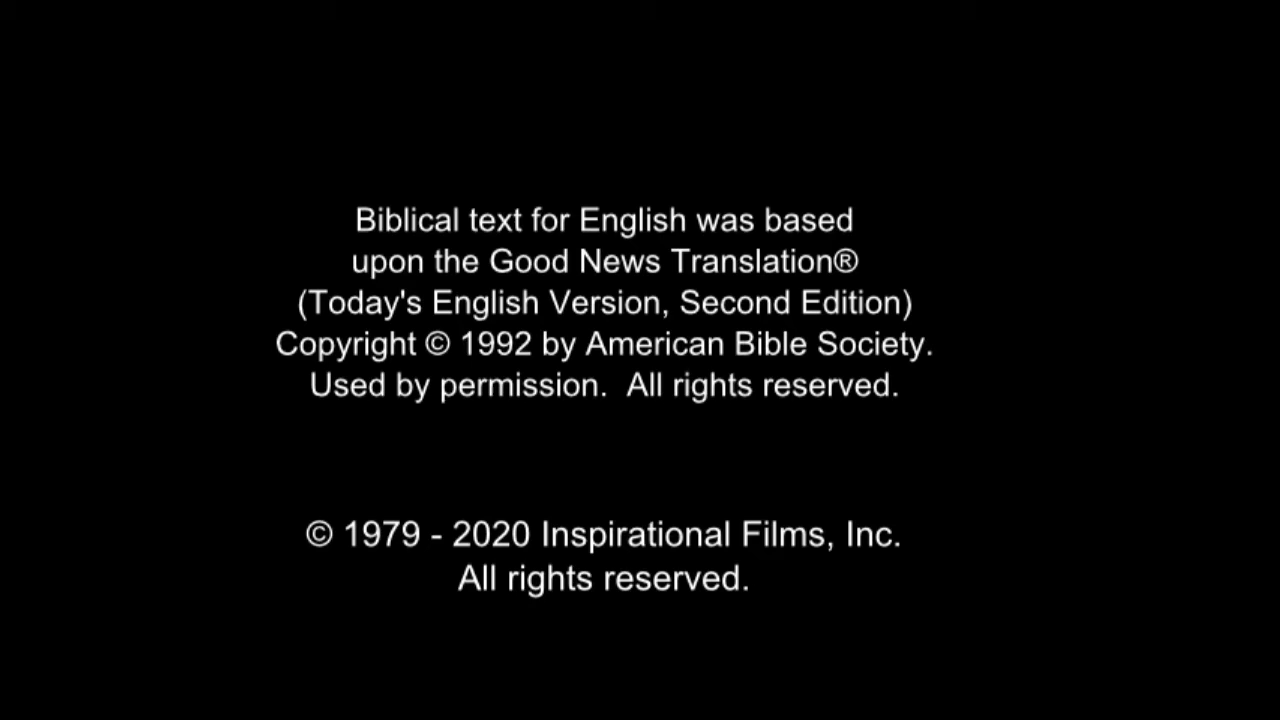 Biblical text for English was based
upon the Good News Translation®
(Today's English Version, Second Edition)
Copyright © 1992 by American Bible Society.
Used by permission.  All rights reserved.
© 1979 - 2020 Inspirational Films, Inc.
All rights reserved.